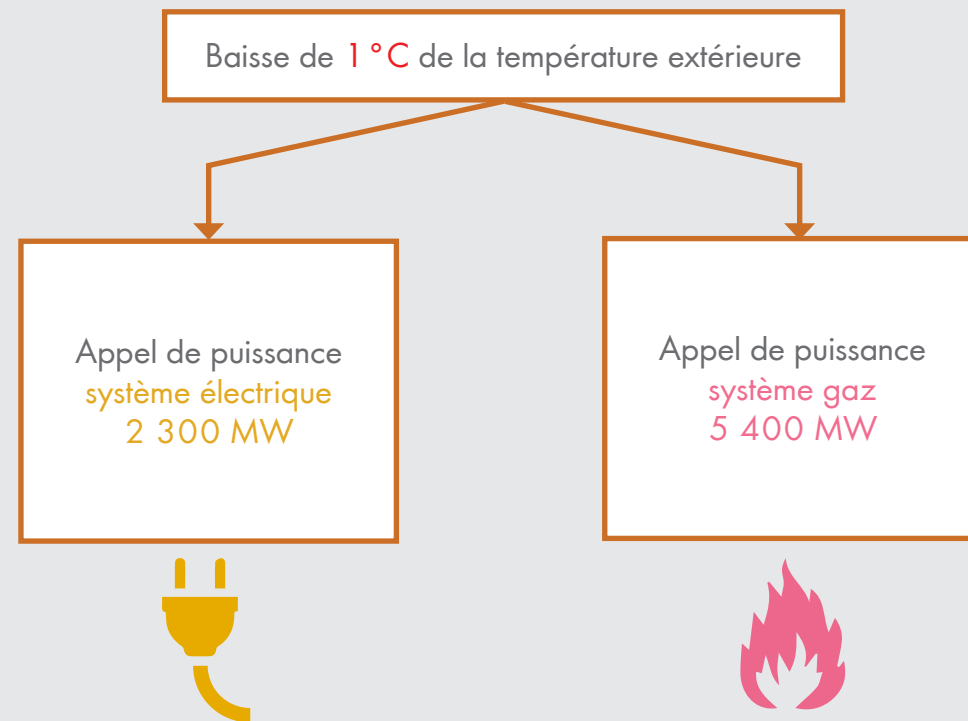 Baisse de 1 °C de la température extérieure
Appel de puissance
système électrique
2 300 MW
Appel de puissance
système gaz
5 400 MW